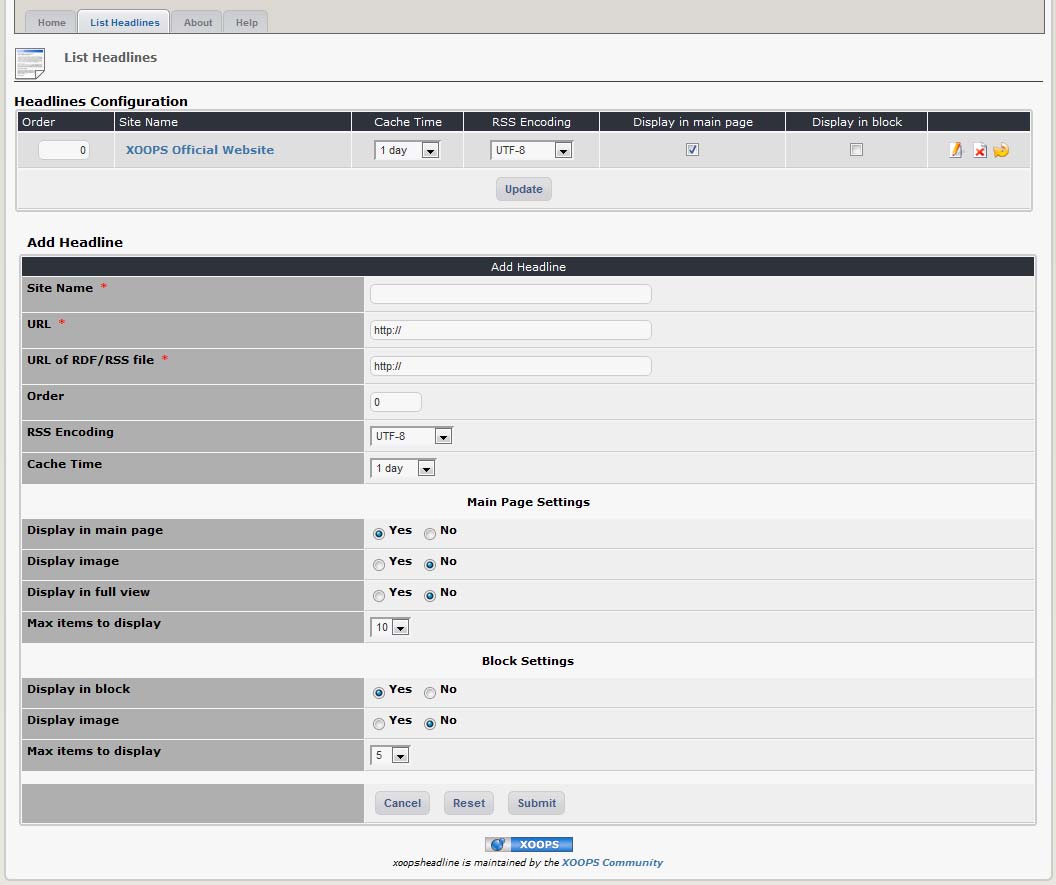 Home List Headlines About Help
List Headlines
Headlines Configuration
Order Site Name Cache Time RSS Encoding Display in main page Display in block
0 XOOPS Official Website 1 day UTF-8
Update
Add Headline
Add Headline
Site Name *
URL * http://
URL of RDF/RSS file * http://
Order 0
RSS Encoding UTF-8
Cache Time 1 day
Main Page Settings
Display in main page Yes No
Display image Yes No
Display in full view Yes No
Max items to display 10
Block Settings
Display in block Yes No
Display image Yes No
Max items to display 5
Cancel Reset Submit
XOOPS
xoopsheadline is maintained by the XOOPS Community